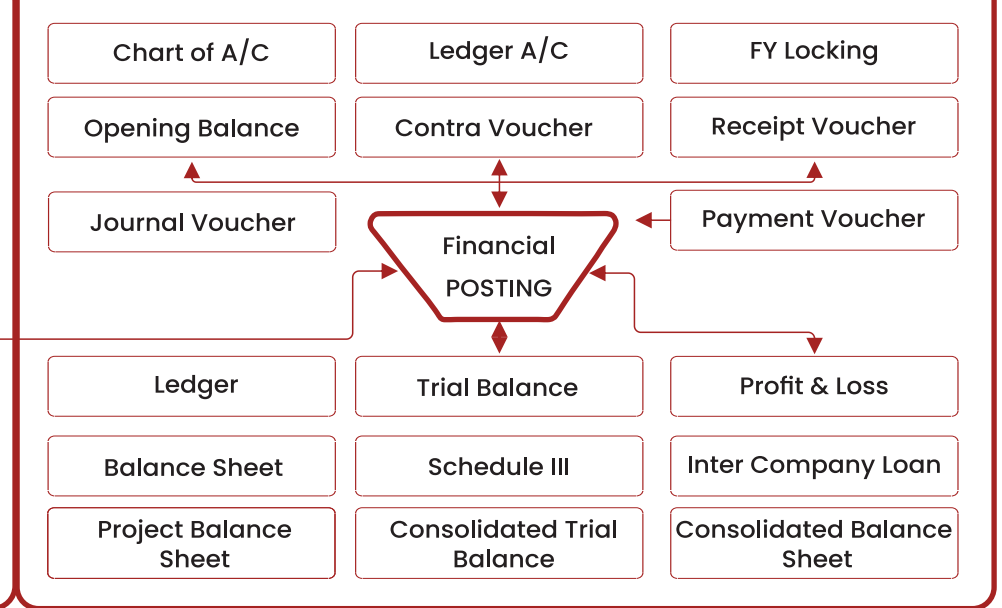 Chart of A/C
Ledger A/C
FY Locking
Opening Balance
Contra Voucher
Receipt Voucher
Journal Voucher
Payment Voucher
Financial
POSTING
Ledger
Trial Balance
Profit & Loss
Balance Sheet
Schedule III
Inter Company Loan
Project Balance
Sheet
Consolidated Trial
Balance
Consolidated Balance
Sheet